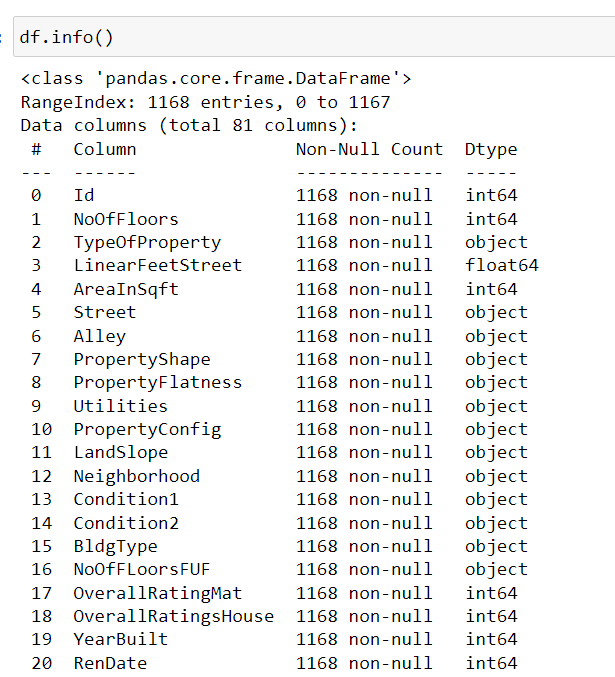 df.info()
<class 'pandas.core.frame.DataFrame'>
RangeIndex: 1168 entries, 0 to 1167
Data columns (total 81 columns):
 #   Column               Non-Null Count  Dtype
---  ------               --------------  -----
 0   Id                   1168 non-null   int64
 1   NoOfFloors           1168 non-null   int64
 2   TypeOfProperty       1168 non-null   object
 3   LinearFeetStreet     1168 non-null   float64
 4   AreaInSqft           1168 non-null   int64
 5   Street               1168 non-null   object
 6   Alley                1168 non-null   object
 7   PropertyShape        1168 non-null   object
 8   PropertyFlatness     1168 non-null   object
 9   Utilities            1168 non-null   object
 10  PropertyConfig       1168 non-null   object
 11  LandSlope            1168 non-null   object
 12  Neighborhood         1168 non-null   object
 13  Condition1           1168 non-null   object
 14  Condition2           1168 non-null   object
 15  BldgType             1168 non-null   object
 16  NoOfFLoorsFUF        1168 non-null   object
 17  OverallRatingMat     1168 non-null   int64
 18  OverallRatingsHouse  1168 non-null   int64
 19  YearBuilt            1168 non-null   int64
 20  RenDate              1168 non-null   int64